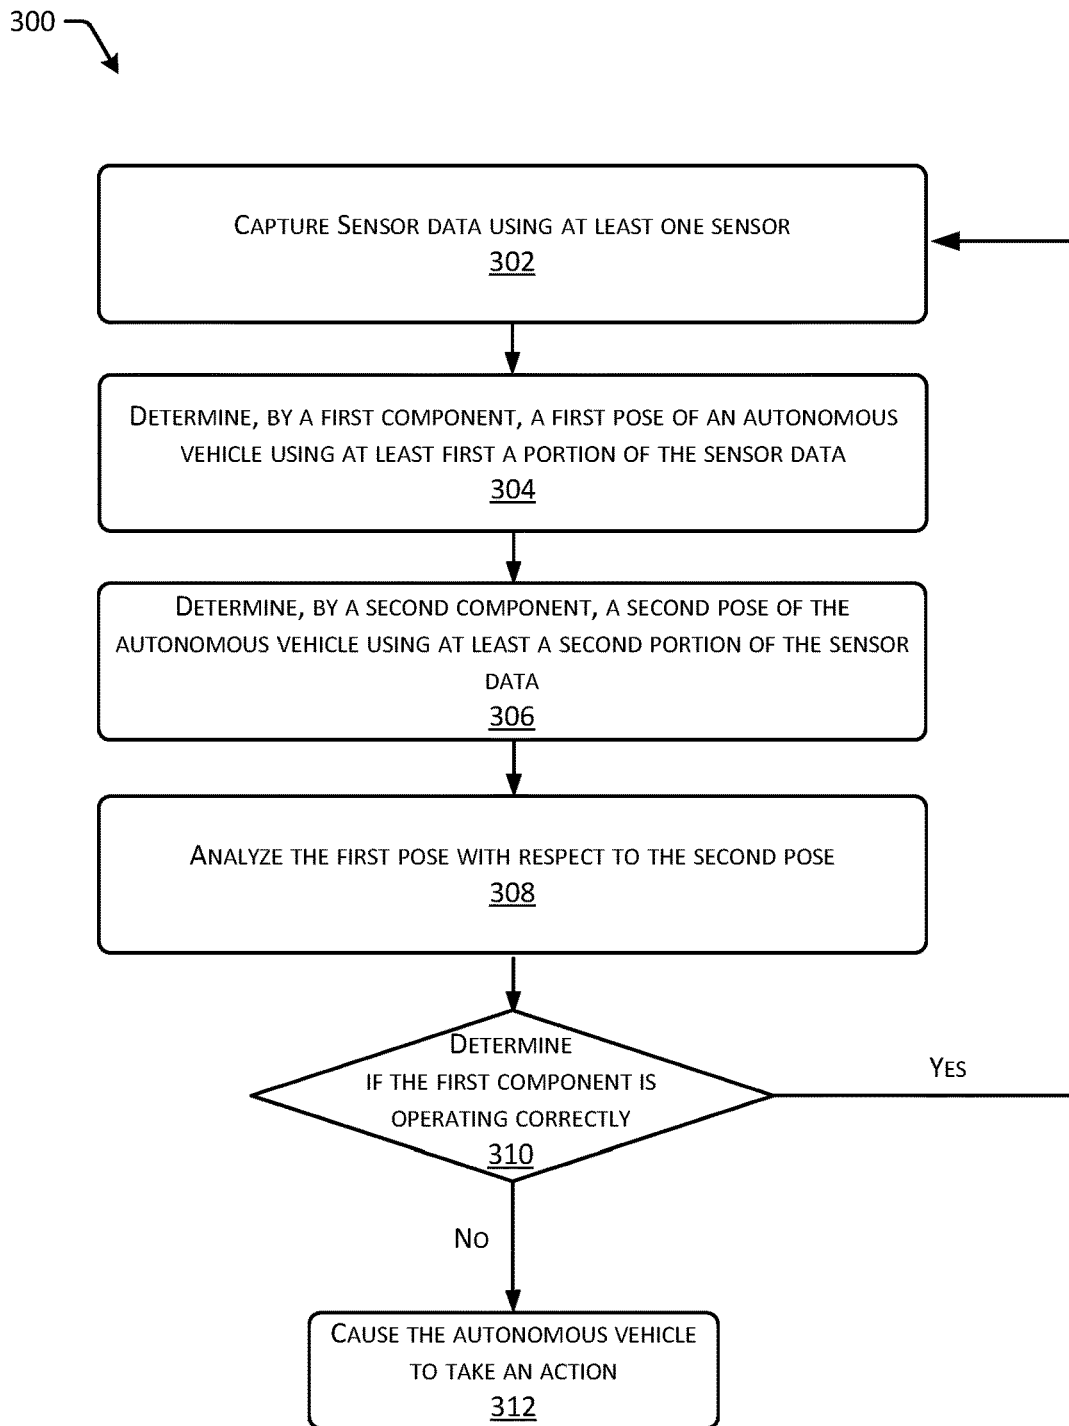 300
Capture Sensor data using at least one sensor
302
Determine, by a first component, a first pose of an autonomous
vehicle using at least first a portion of the sensor data
304
Determine, by a second component, a second pose of the
autonomous vehicle using at least a second portion of the sensor
data
306
Analyze the first pose with respect to the second pose
308
Determine
if the first component is
operating correctly
310
Yes
No
Cause the autonomous vehicle
to take an action
312